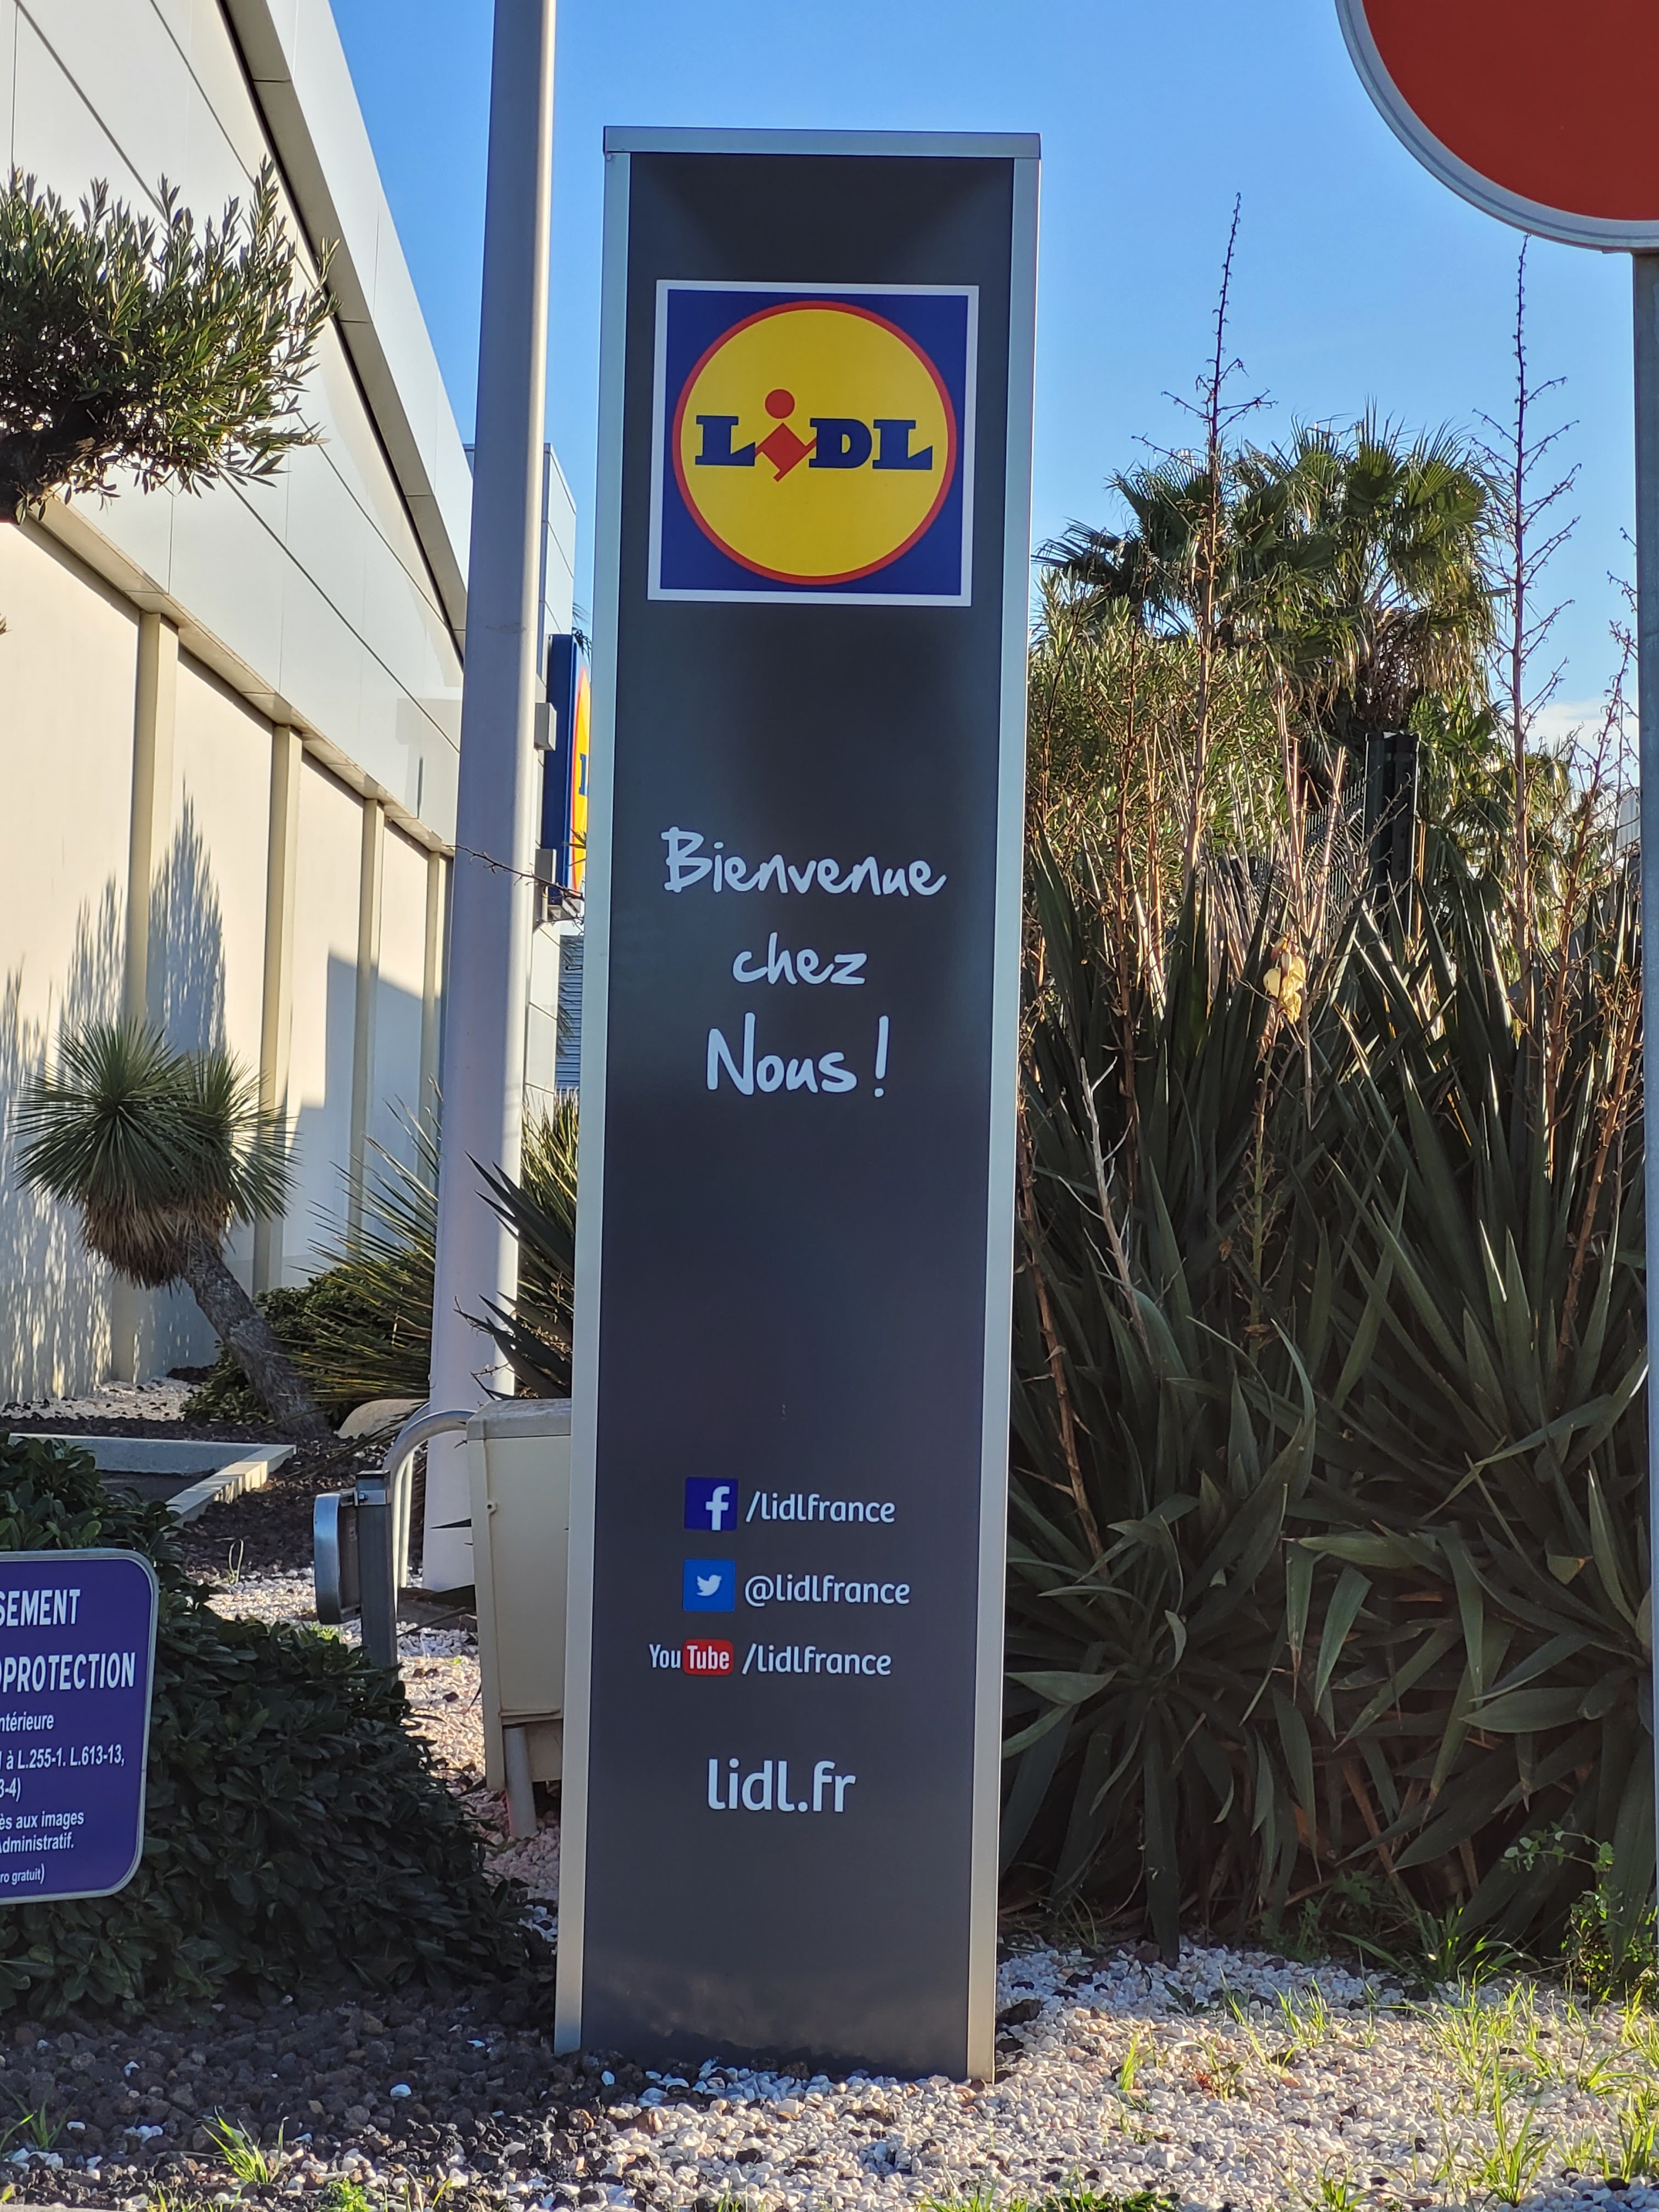 LiDL
Bienvenue
chez
Nous !
/lidlfrance
@lidlfrance
YouTube /lidlfrance
lidl.fr
SEMENT
OPROTECTION
ntérieure
à L.255-1. L.613-13,
3-4)
ès aux images
Administratif.
ro gratuit)